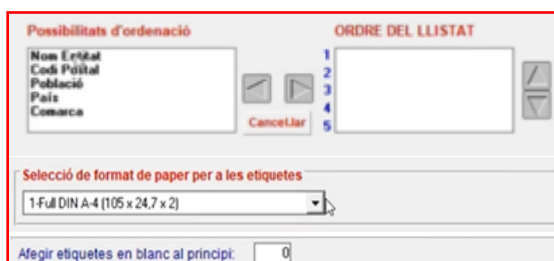 Possibilitats d'ordenació
ORDRE DEL LLISTAT
Nom Entitat
Codi Postal
Població
País
Comarca
1
2
3
4
5
Cancel.lar
Selecció de format de paper per a les etiquetes
1-Full DIN A-4 (105 x 24,7 x 2)
Afegir etiquetes en blanc al principi: 0